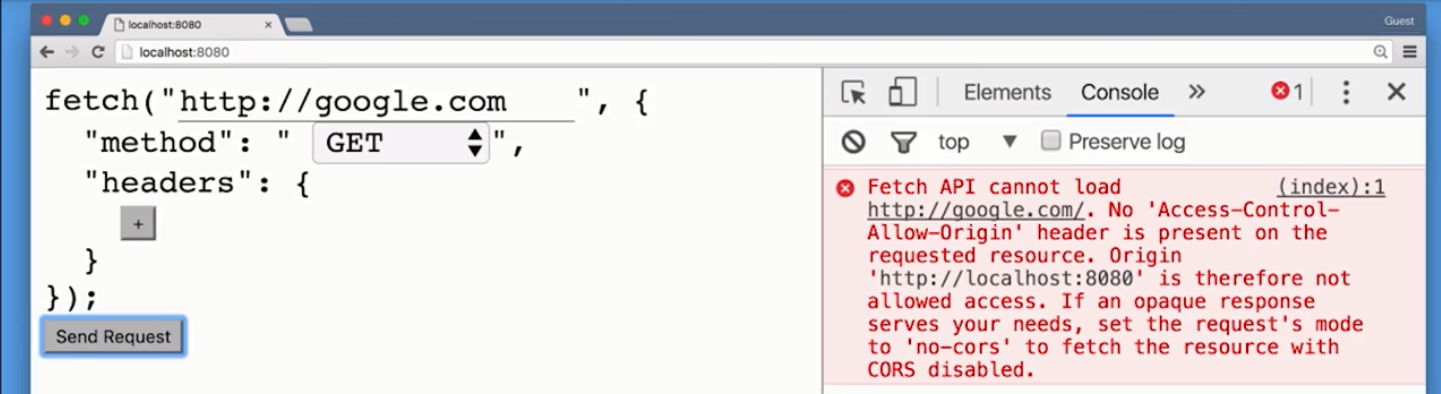 localhost:8080 ×
Guest
localhost:8080
fetch("http://google.com ", {
"method": " GET ",
"headers": {
+
}
});
Send Request
Elements Console » 1
top Preserve log
Fetch API cannot load (index):1
http://google.com/. No 'Access-Control-
Allow-Origin' header is present on the
requested resource. Origin
'http://localhost:8080' is therefore not
allowed access. If an opaque response
serves your needs, set the request's mode
to 'no-cors' to fetch the resource with
CORS disabled.